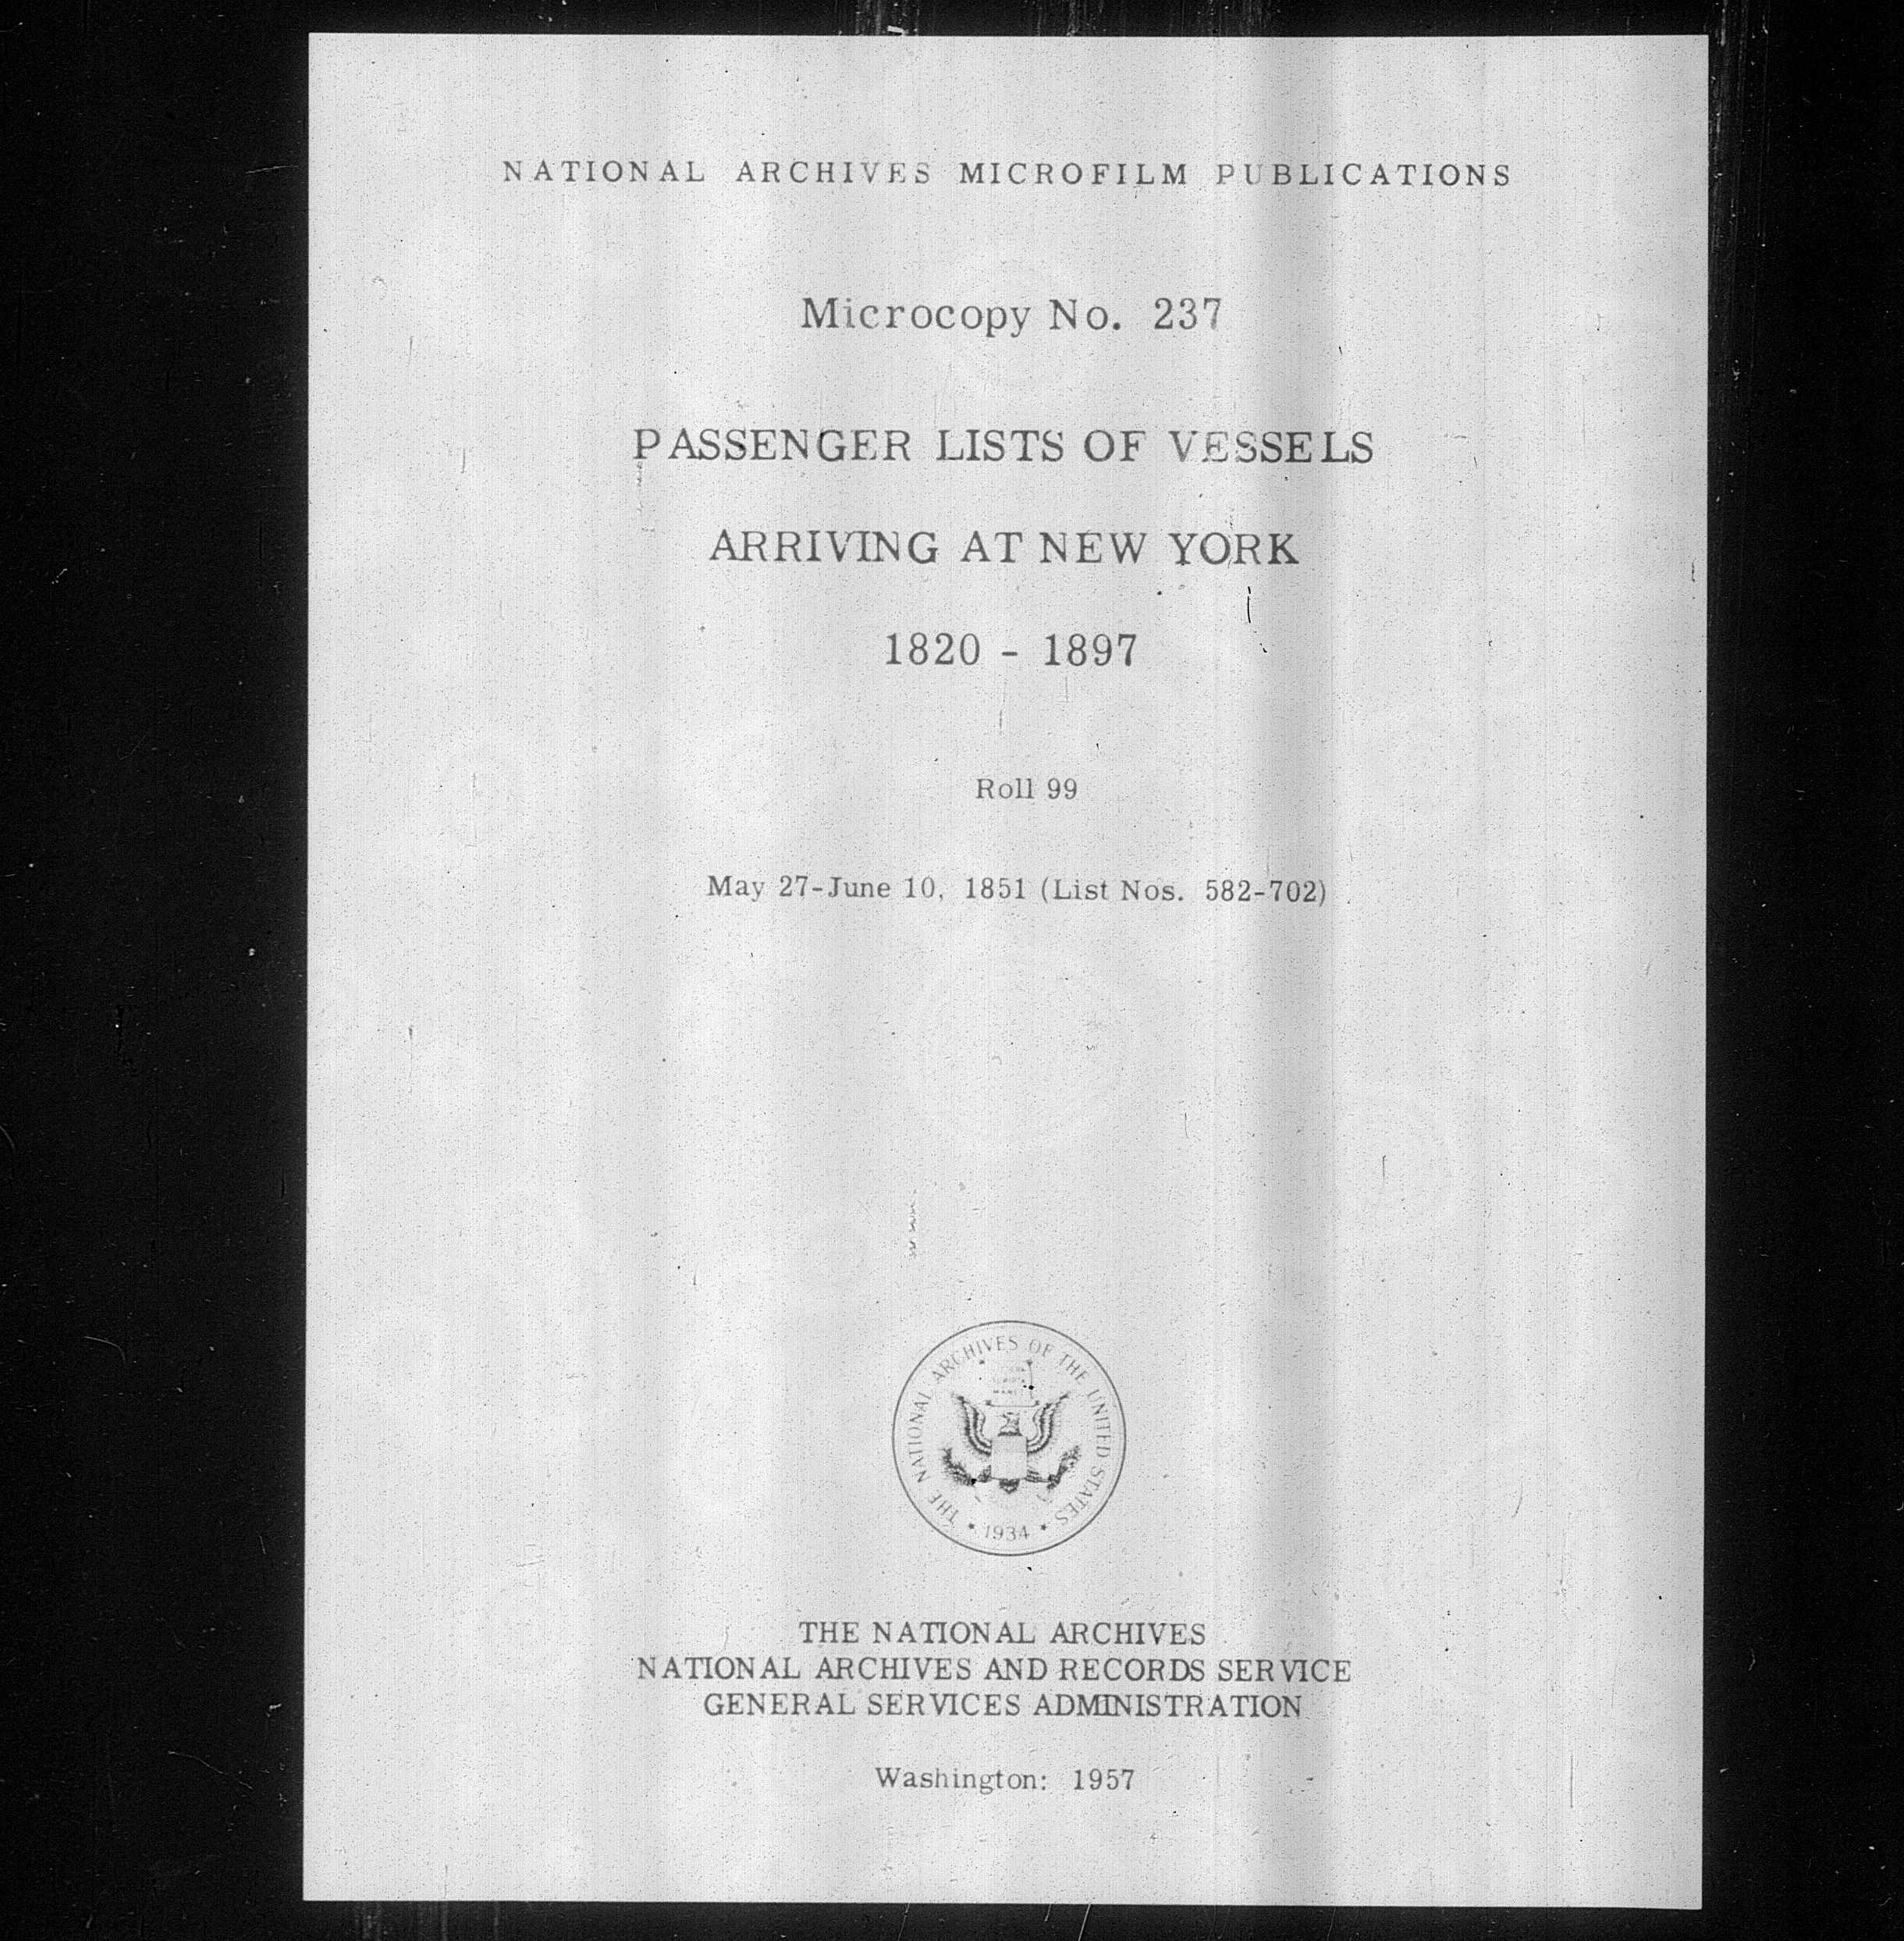 NATIONAL ARCHIVES MICROFILM PUBLICATIONS
Microcopy No. 237
PASSENGER LISTS OF VESSELS
ARRIVING AT NEW YORK
1820 - 1897
Roll 99
May 27-June 10, 1851 (List Nos. 582-702)
THE NATIONAL ARCHIVES OF THE UNITED STATES
1934
THE NATIONAL ARCHIVES
NATIONAL ARCHIVES AND RECORDS SERVICE
GENERAL SERVICES ADMINISTRATION
Washington: 1957